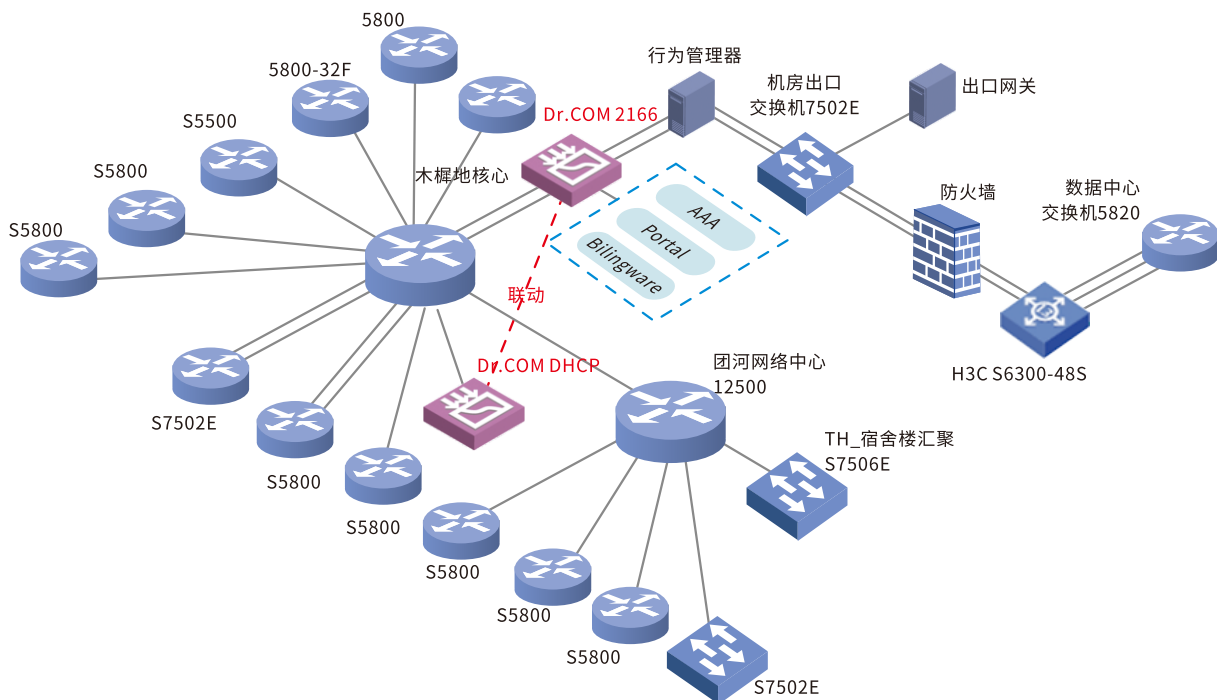 5800
5800-32F
S5500
S5800
S5800
行为管理器
Dr.COM 2166
机房出口
交换机7502E
出口网关
木樨地核心
AAA
Portal
Bilingware
防火墙
数据中心
交换机5820
联动
Dr.COM DHCP
团河网络中心
12500
H3C S6300-48S
S7502E
S5800
S5800
TH_宿舍楼汇聚
S7506E
S5800
S5800
S5800
S7502E